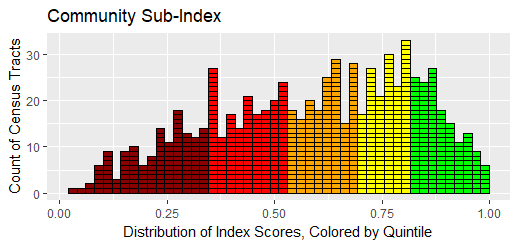 Community Sub-Index
Count of Census Tracts
30
20
10
0
0.00 0.25 0.50 0.75 1.00
Distribution of Index Scores, Colored by Quintile